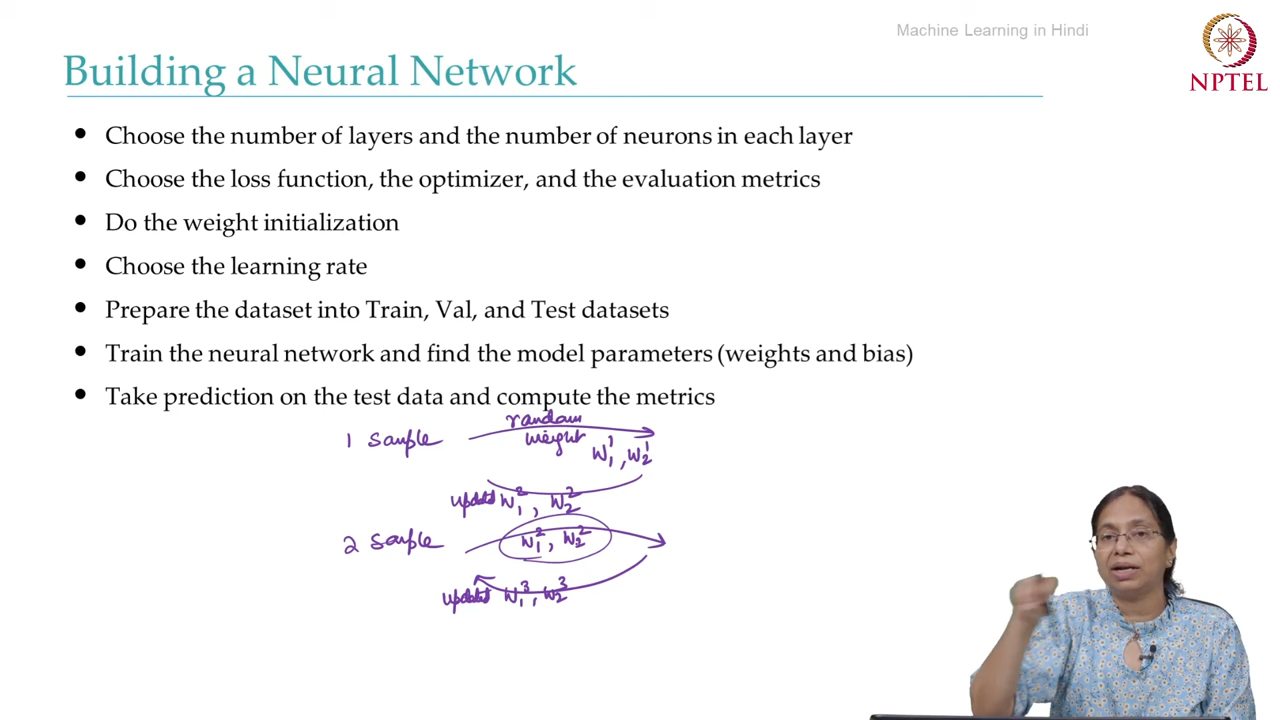 Machine Learning in Hindi
NPTEL
Building a Neural Network
• Choose the number of layers and the number of neurons in each layer
• Choose the loss function, the optimizer, and the evaluation metrics
• Do the weight initialization
• Choose the learning rate
• Prepare the dataset into Train, Val, and Test datasets
• Train the neural network and find the model parameters (weights and bias)
• Take prediction on the test data and compute the metrics
1 Sample random
weight
W₁¹, W₂¹
updated W₁², W₂²
2 Sample W₁², W₂²
updated W₁³, W₂³